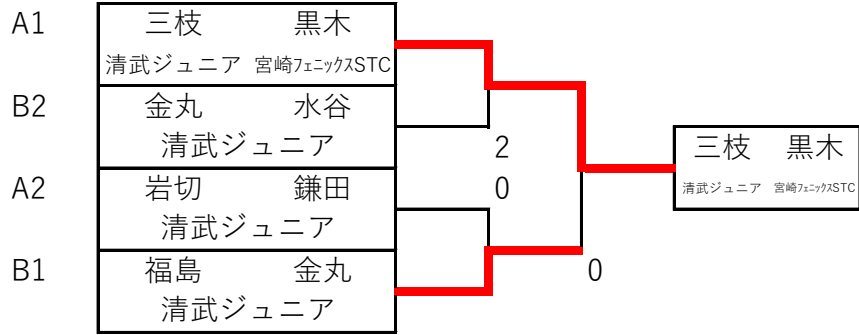 A1 三枝 黒木
清武ジュニア 宮崎フェニックスSTC
B2 金丸 水谷
清武ジュニア 2
三枝 黒木
A2 岩切 鎌田 0
清武ジュニア 宮崎フェニックスSTC
清武ジュニア
B1 福島 金丸 0
清武ジュニア